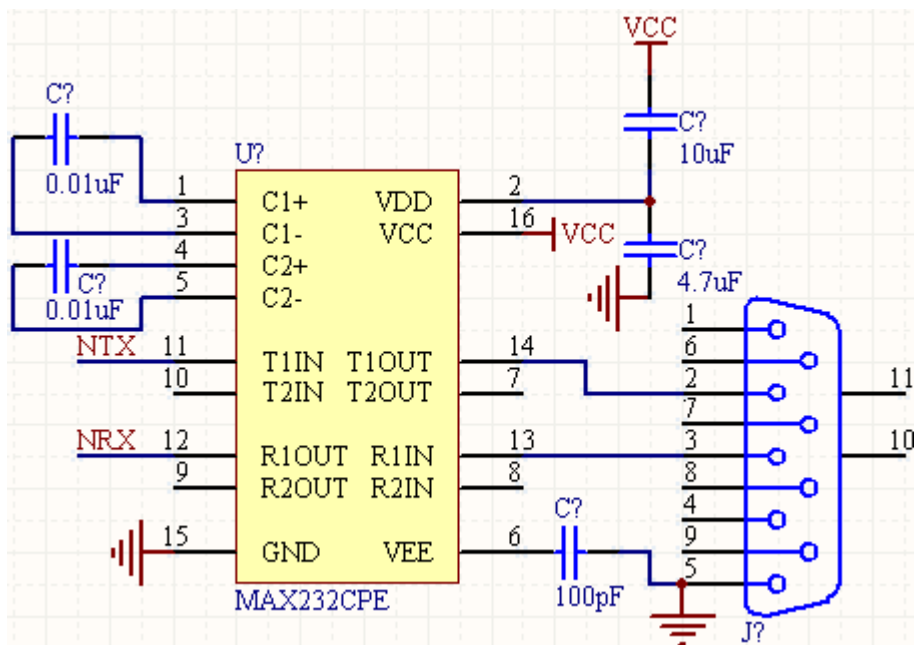 VCC
C?
0.01uF
C?
10uF
U?
1 C1+ VDD 2
3 C1- VCC 16 VCC
4 C2+
5 C2-
C?
0.01uF
C?
4.7uF
NTX 11 T1IN T1OUT 14
10 T2IN T2OUT 7
NRX 12 R1OUT R1IN 13
9 R2OUT R2IN 8
15 GND VEE 6
MAX232CPE
C?
100pF
1
6
2
7
3
8
4
9
5
11
10
J?